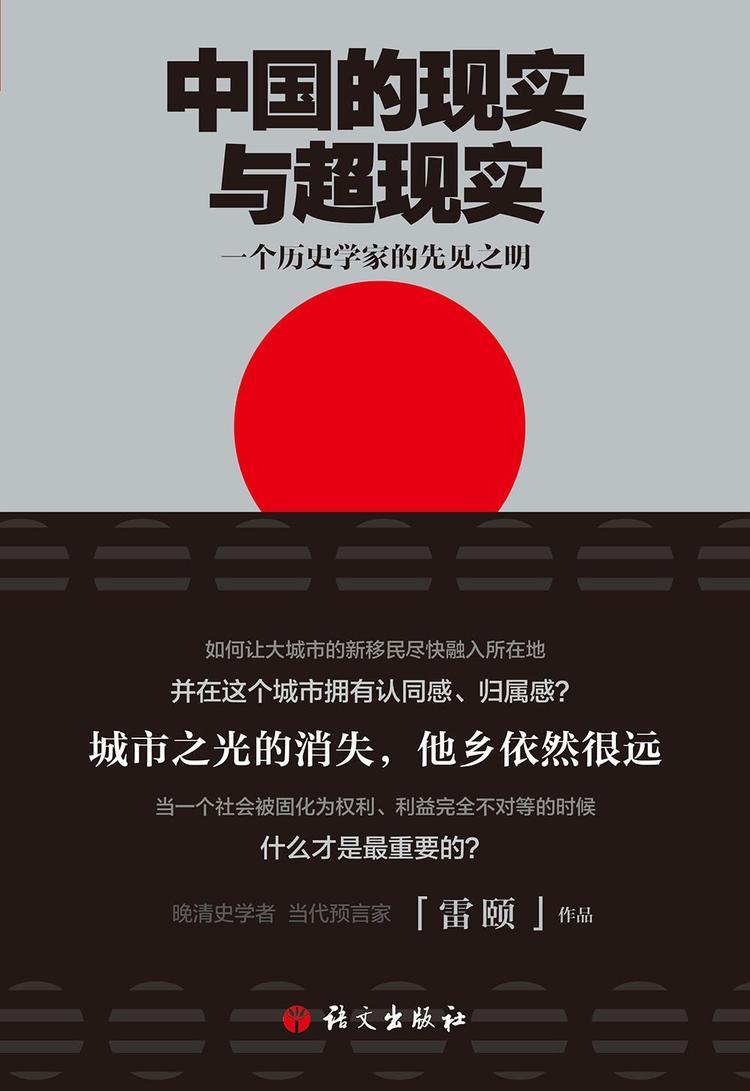 中国的现实
与超现实
一个历史学家的先见之明
如何让大城市的新移民尽快融入所在地
并在这个城市拥有认同感、归属感?
城市之光的消失，他乡依然很远
当一个社会被固化为权利、利益完全不对等的时候
什么才是最重要的?
晚清史学者 当代预言家 「雷颐」作品
语文出版社